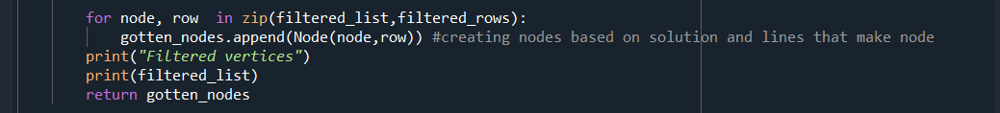 for node, row  in zip(filtered_list,filtered_rows):
    gotten_nodes.append(Node(node,row)) #creating nodes based on solution and lines that make node
print("Filtered vertices")
print(filtered_list)
return gotten_nodes